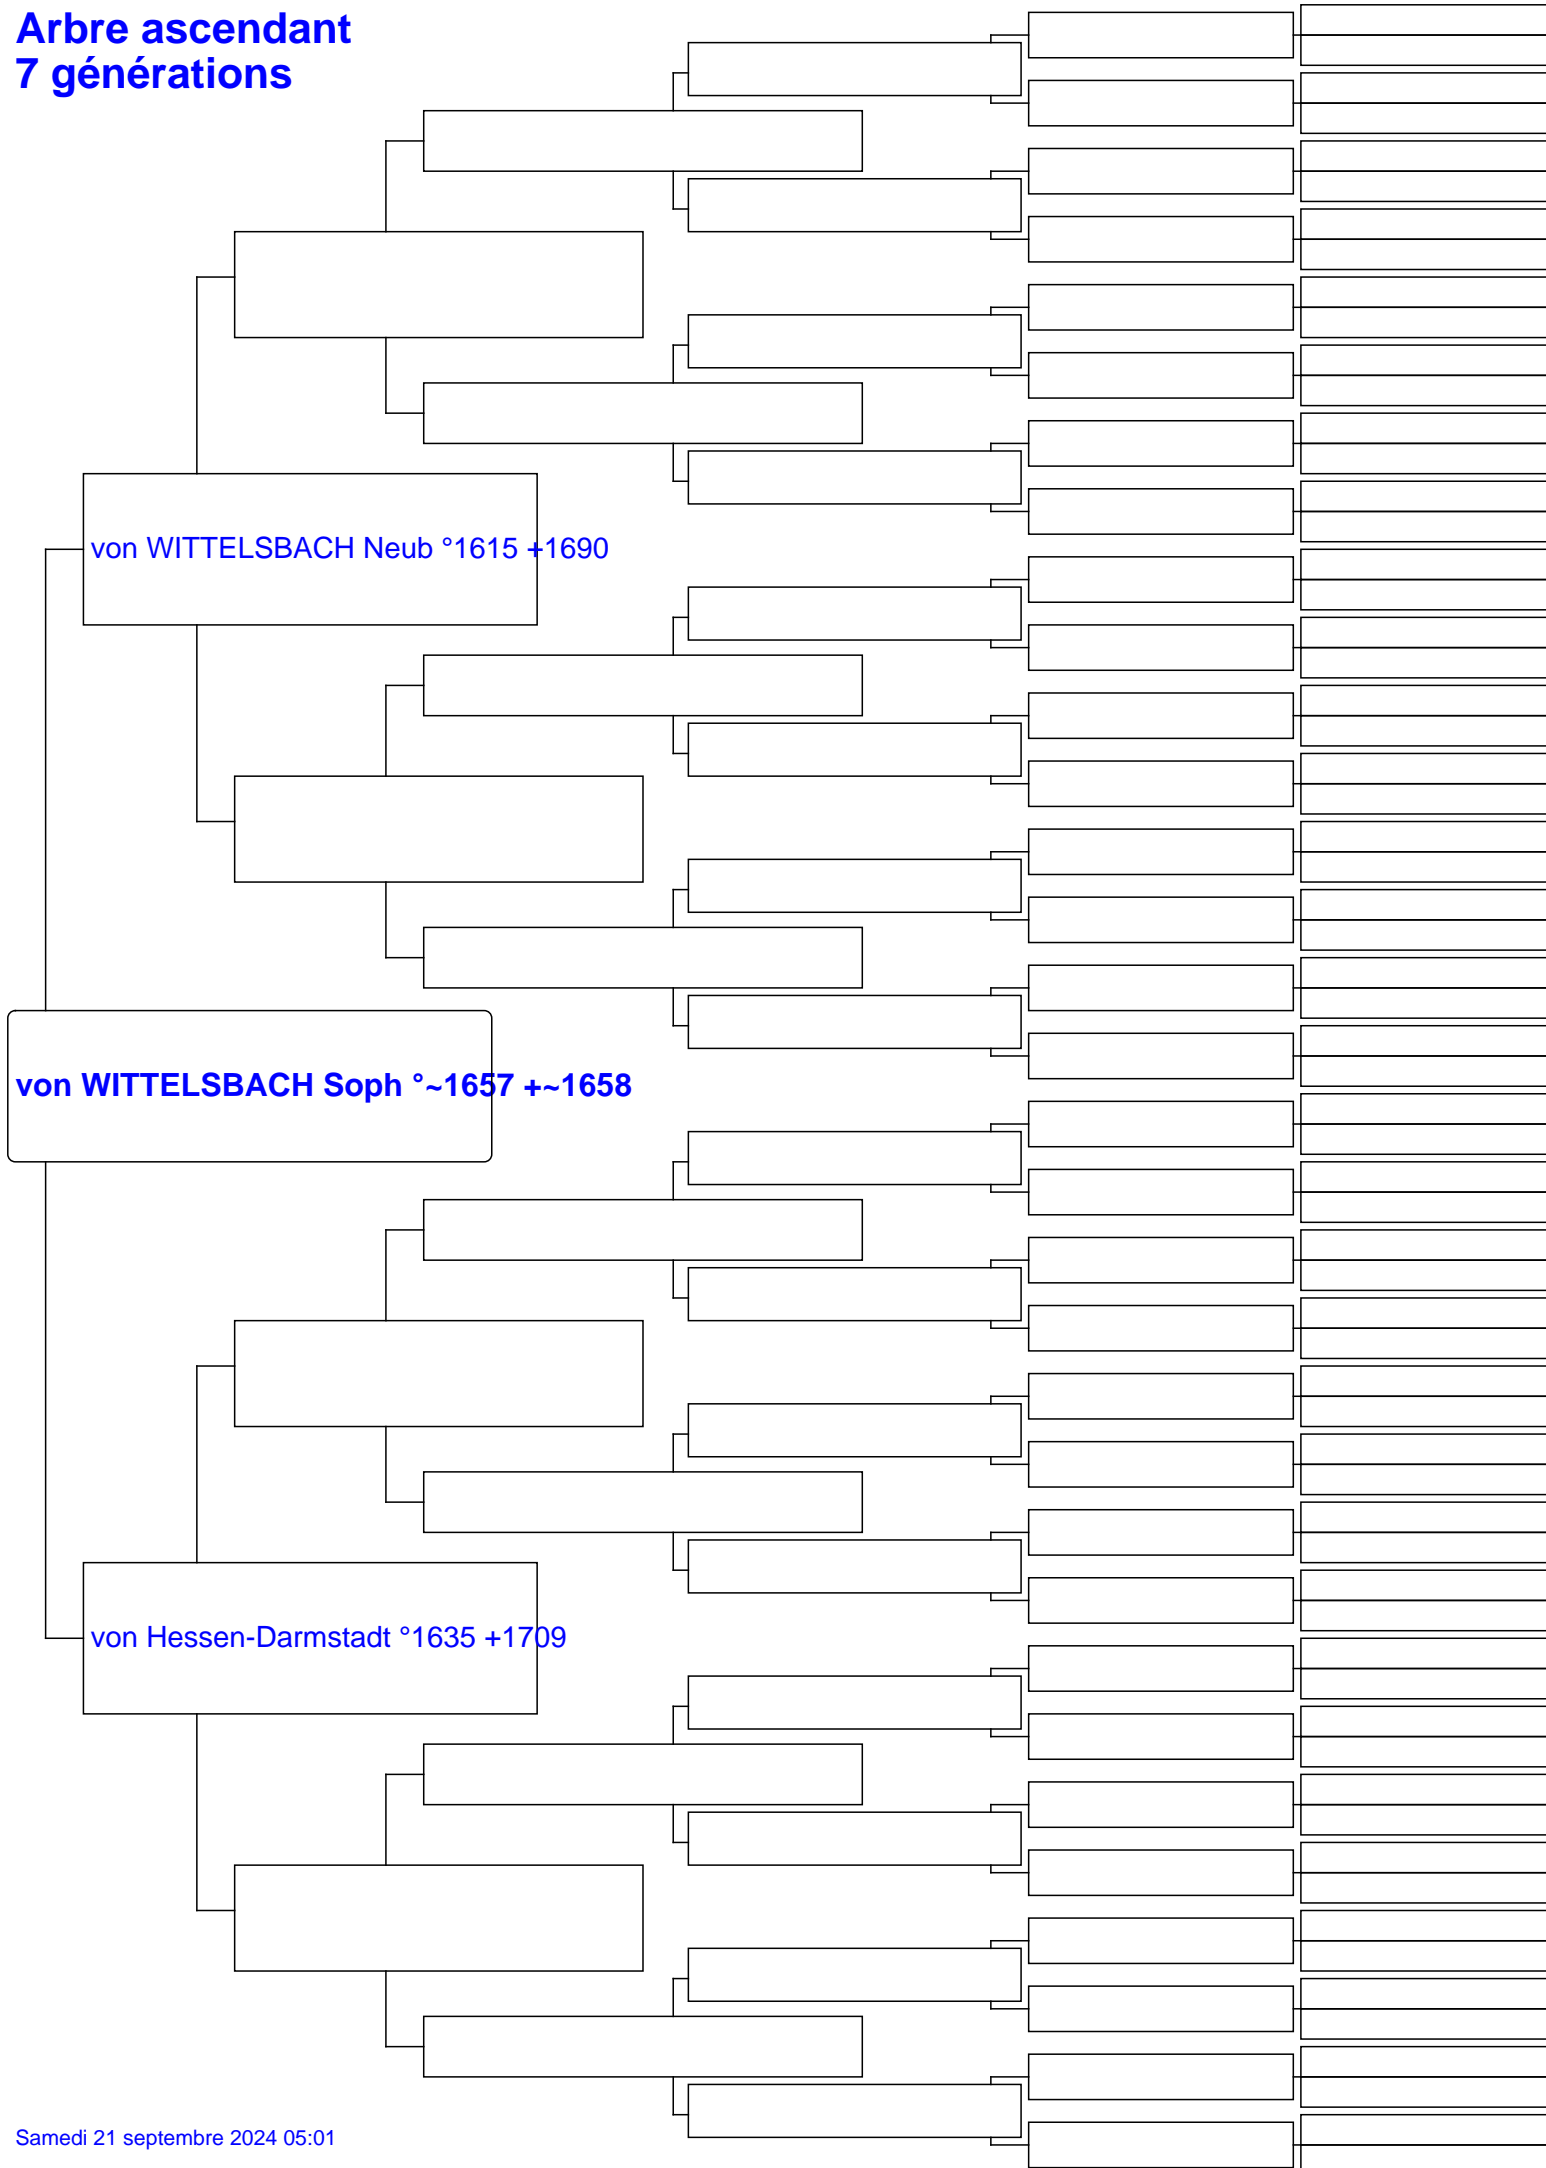 Arbre ascendant
7 générations
von WITTELSBACH Neub °1615 +1690
von WITTELSBACH Soph °~1657 +~1658
von Hessen-Darmstadt °1635 +1709
Samedi 21 septembre 2024 05:01